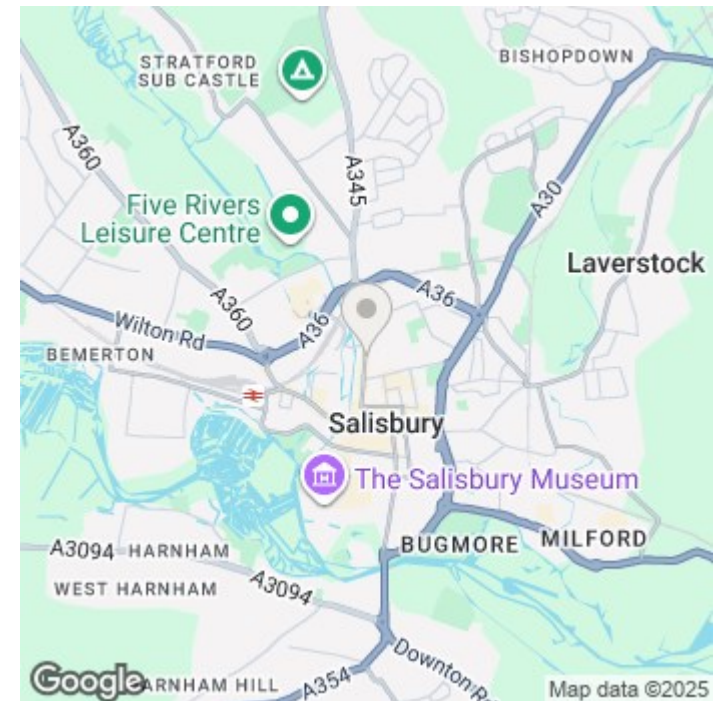 STRATFORD
SUB CASTLE
BISHOPDOWN
A360
A345
A30
Five Rivers
Leisure Centre
Laverstock
A360
A36
A36
Wilton Rd
BEMERTON
Salisbury
The Salisbury Museum
A3094
HARNHAM
BUGMORE
MILFORD
WEST HARNHAM
A3094
Downton Rd
Google
ARNHAM HILL
A354
Map data ©2025